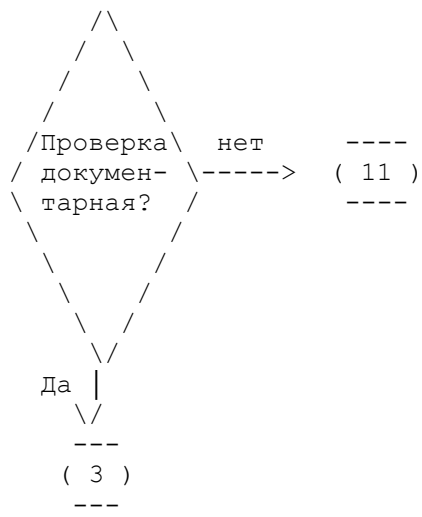 Проверка нет
докумен- ( 11 )
тарная?
Да
( 3 )